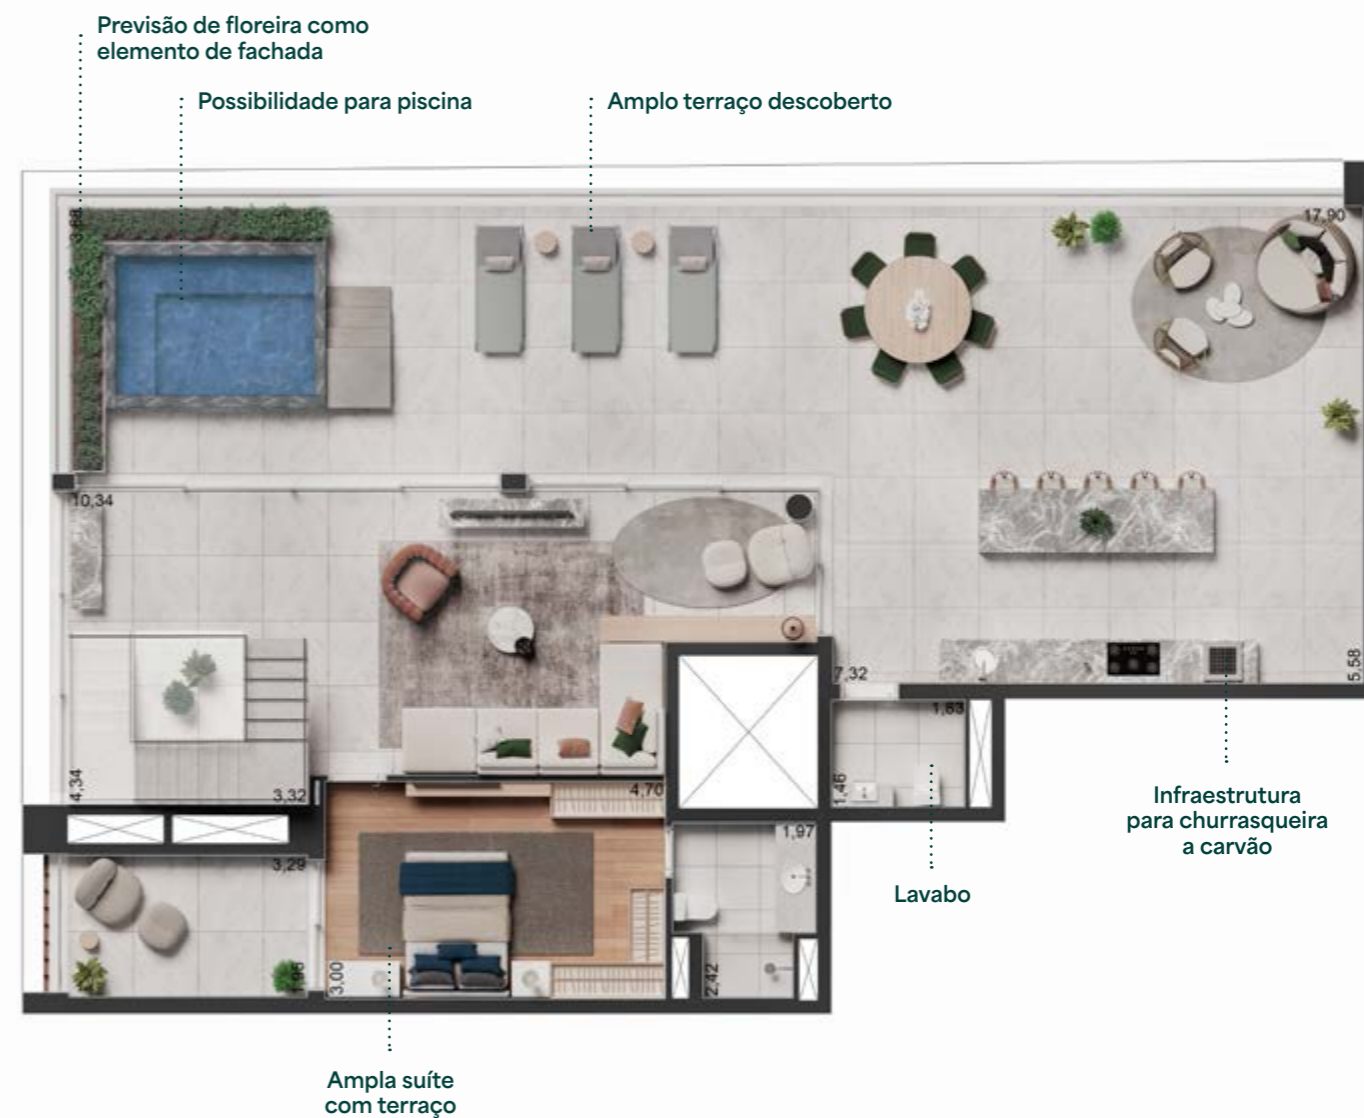 Previsão de floreira como
elemento de fachada
Possibilidade para piscina
Amplo terraço descoberto
17,90
10,34
7,32
5,58
1,63
1,46
4,34
3,32
4,70
1,97
3,29
3,00
2,42
Infraestrutura
para churrasqueira
a carvão
Lavabo
Ampla suíte
com terraço